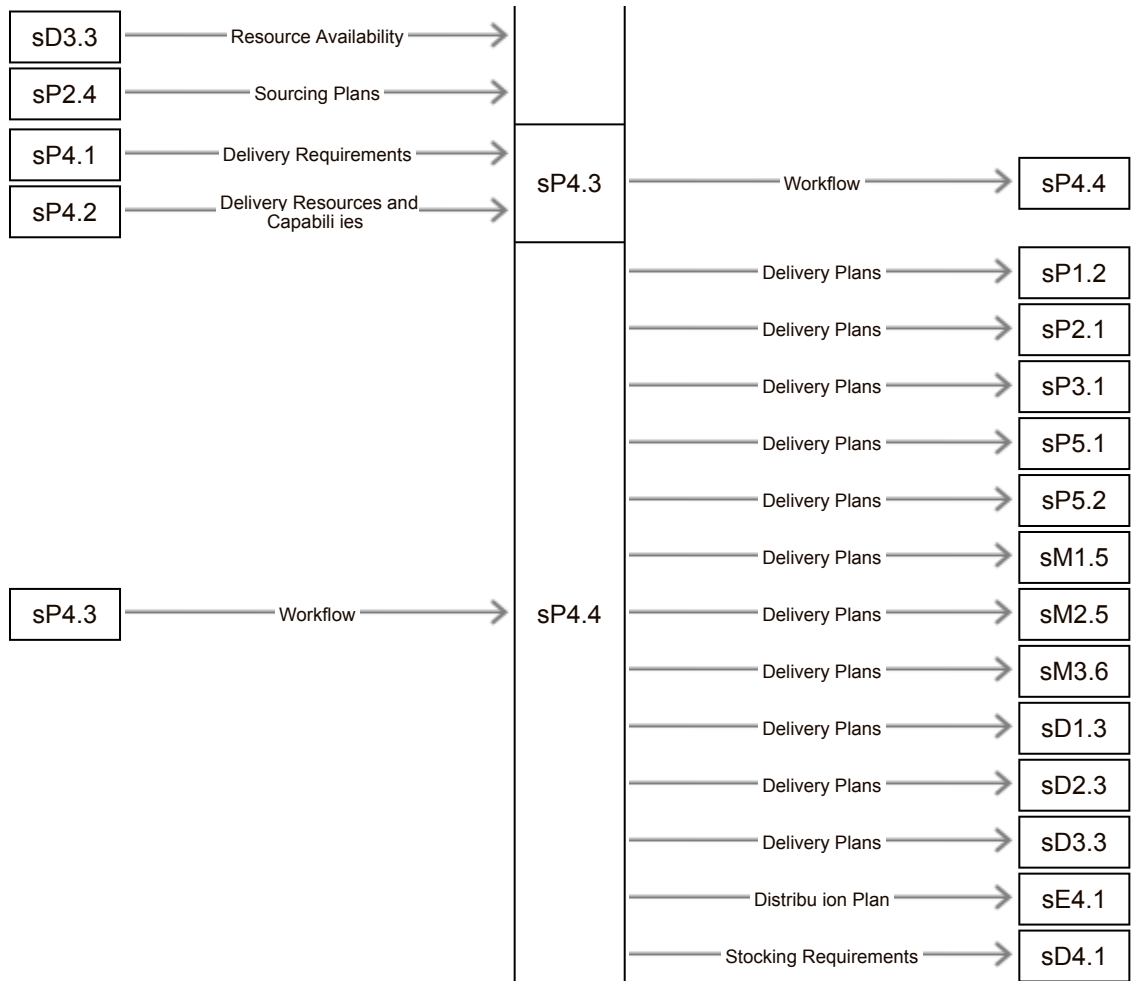 sD3.3
Resource Availability
sP2.4
Sourcing Plans
sP4.1
Delivery Requirements
sP4.2
Delivery Resources and
Capabili ies
sP4.3
Workflow
sP4.4
Delivery Plans
sP1.2
Delivery Plans
sP2.1
Delivery Plans
sP3.1
Delivery Plans
sP5.1
Delivery Plans
sP5.2
Delivery Plans
sM1.5
sP4.3
Workflow
sP4.4
Delivery Plans
sM2.5
Delivery Plans
sM3.6
Delivery Plans
sD1.3
Delivery Plans
sD2.3
Delivery Plans
sD3.3
Distribu ion Plan
sE4.1
Stocking Requirements
sD4.1